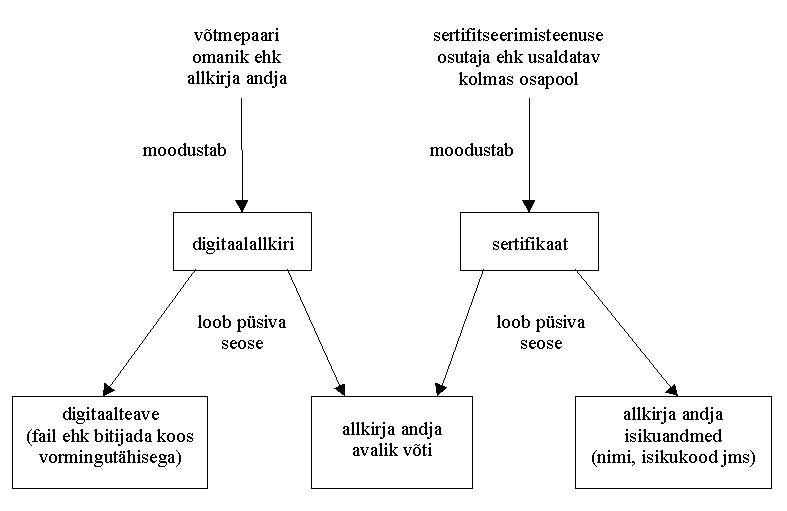 võtmepaari
omanik ehk
allkirja andja
sertifitseerimisteenuse
osutaja ehk usaldatav
kolmas osapool
moodustab
moodustab
digitaalallkiri
sertifikaat
loob püsiva
seose
loob püsiva
seose
digitaalteave
(fail ehk bitijada koos
vormingutähisega)
allkirja andja
avalik võti
allkirja andja
isikuandmed
(nimi, isikukood jms)